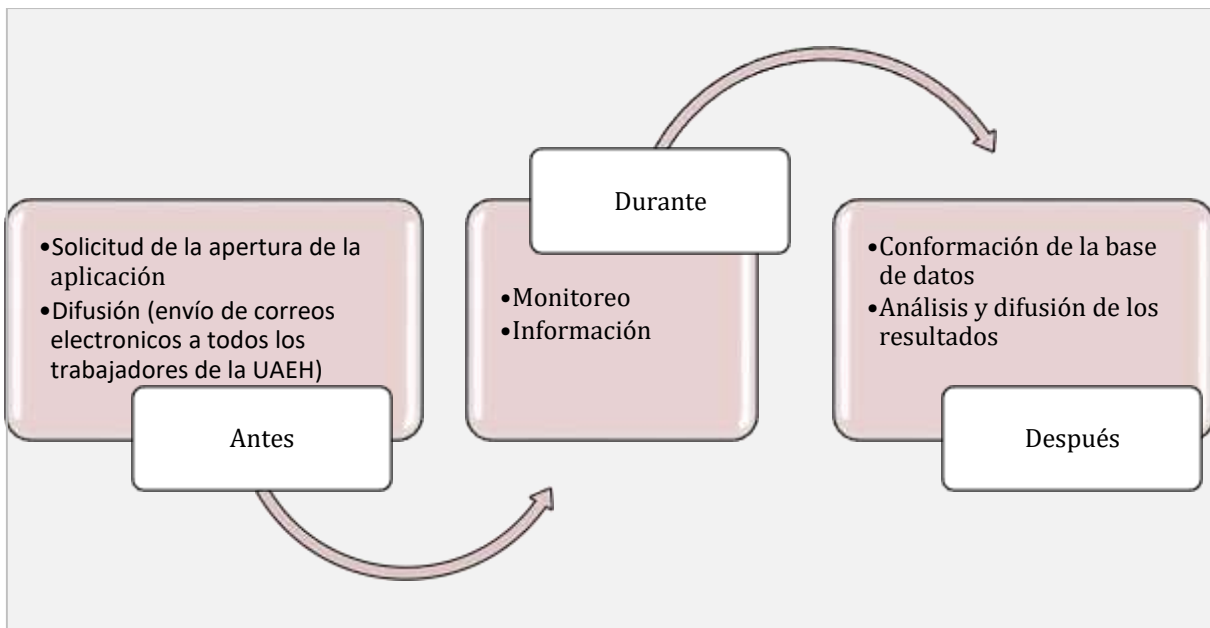 •Solicitud de la apertura de la
aplicación
•Difusión (envío de correos
electronicos a todos los
trabajadores de la UAEH)
Antes
Durante
•Monitoreo
•Información
•Conformación de la base
de datos
•Análisis y difusión de los
resultados
Después